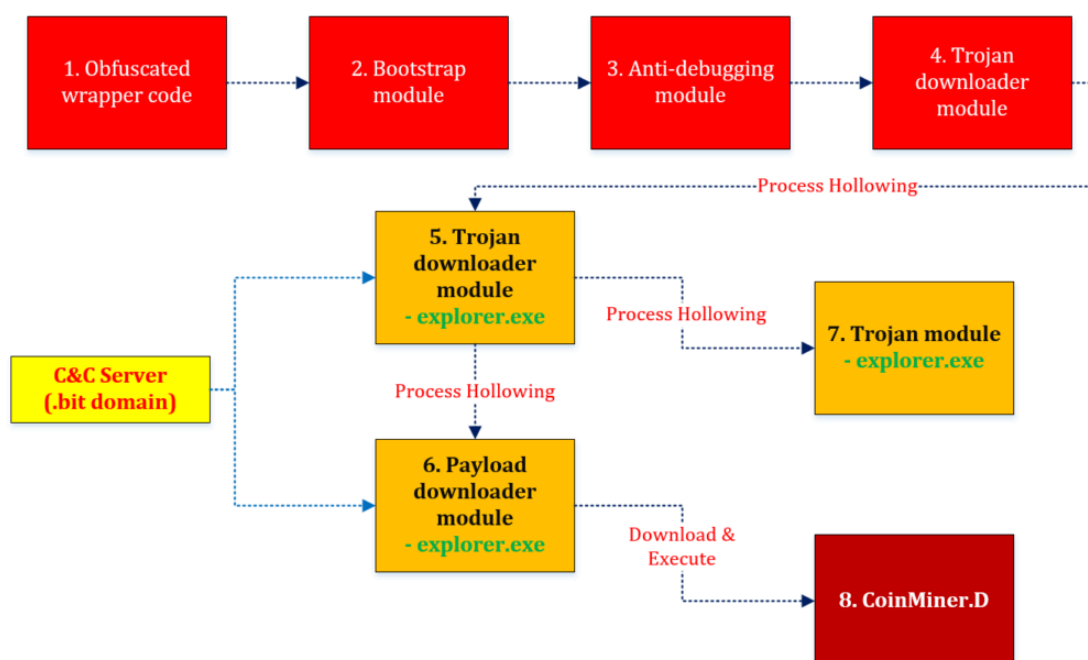 1. Obfuscated
wrapper code
2. Bootstrap
module
3. Anti-debugging
module
4. Trojan
downloader
module
Process Hollowing
5. Trojan
downloader
module
- explorer.exe
Process Hollowing
7. Trojan module
- explorer.exe
C&C Server
(.bit domain)
Process Hollowing
6. Payload
downloader
module
- explorer.exe
Download &
Execute
8. CoinMiner.D